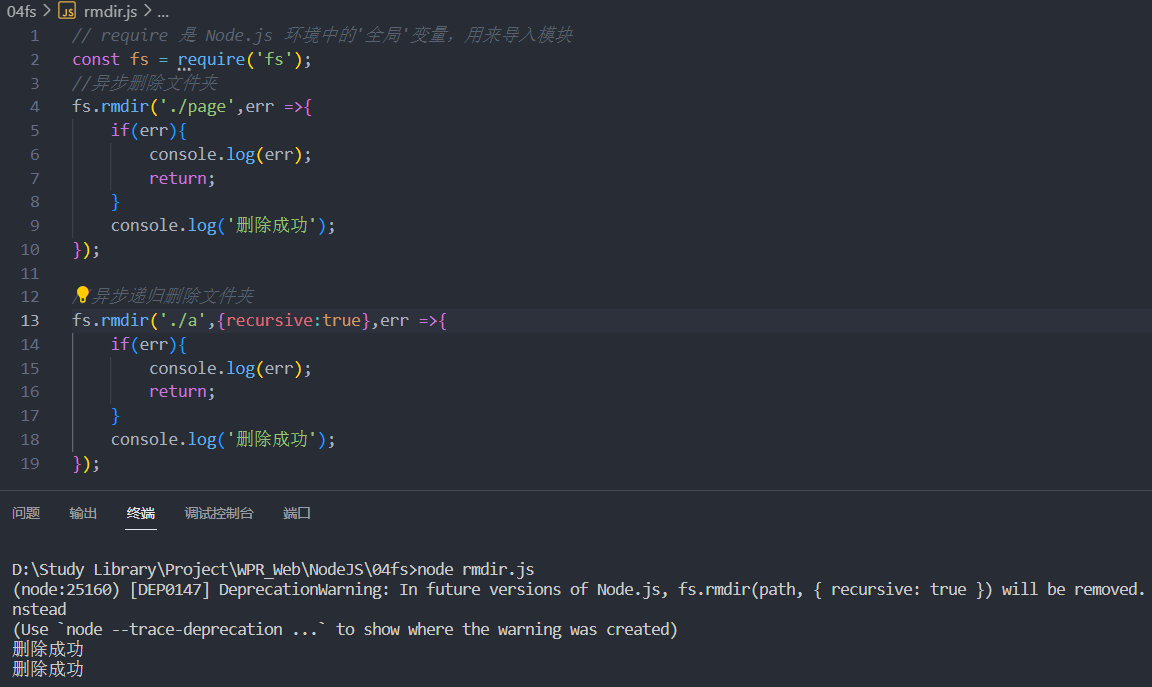 04fs > JS rmdir.js > ...
1 // require 是 Node.js 环境中的'全局'变量，用来导入模块
2 const fs = require('fs');
3 //异步删除文件夹
4 fs.rmdir('./page',err =>{
5 if(err){
6 console.log(err);
7 return;
8 }
9 console.log('删除成功');
10 });
11
12 /异步递归删除文件夹
13 fs.rmdir('./a',{recursive:true},err =>{
14 if(err){
15 console.log(err);
16 return;
17 }
18 console.log('删除成功');
19 });
问题 输出 终端 调试控制台 端口
D:\Study Library\Project\WPR_Web\NodeJS\04fs>node rmdir.js
(node:25160) [DEP0147] DeprecationWarning: In future versions of Node.js, fs.rmdir(path, { recursive: true }) will be removed.
nstead
(Use `node --trace-deprecation ...` to show where the warning was created)
删除成功
删除成功